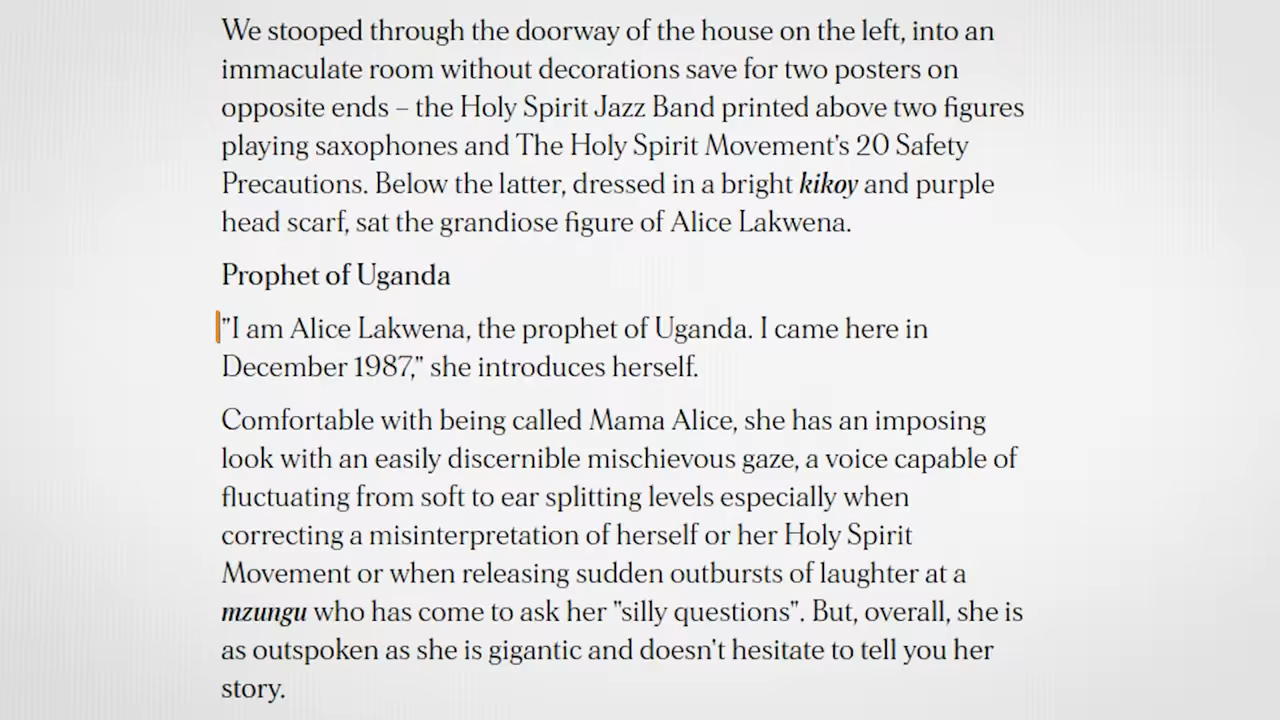 We stooped through the doorway of the house on the left, into an
immaculate room without decorations save for two posters on
opposite ends – the Holy Spirit Jazz Band printed above two figures
playing saxophones and The Holy Spirit Movement's 20 Safety
Precautions. Below the latter, dressed in a bright kikoy and purple
head scarf, sat the grandiose figure of Alice Lakwena.
Prophet of Uganda
"I am Alice Lakwena, the prophet of Uganda. I came here in
December 1987," she introduces herself.
Comfortable with being called Mama Alice, she has an imposing
look with an easily discernible mischievous gaze, a voice capable of
fluctuating from soft to ear splitting levels especially when
correcting a misinterpretation of herself or her Holy Spirit
Movement or when releasing sudden outbursts of laughter at a
mzungu who has come to ask her "silly questions". But, overall, she is
as outspoken as she is gigantic and doesn't hesitate to tell you her
story.